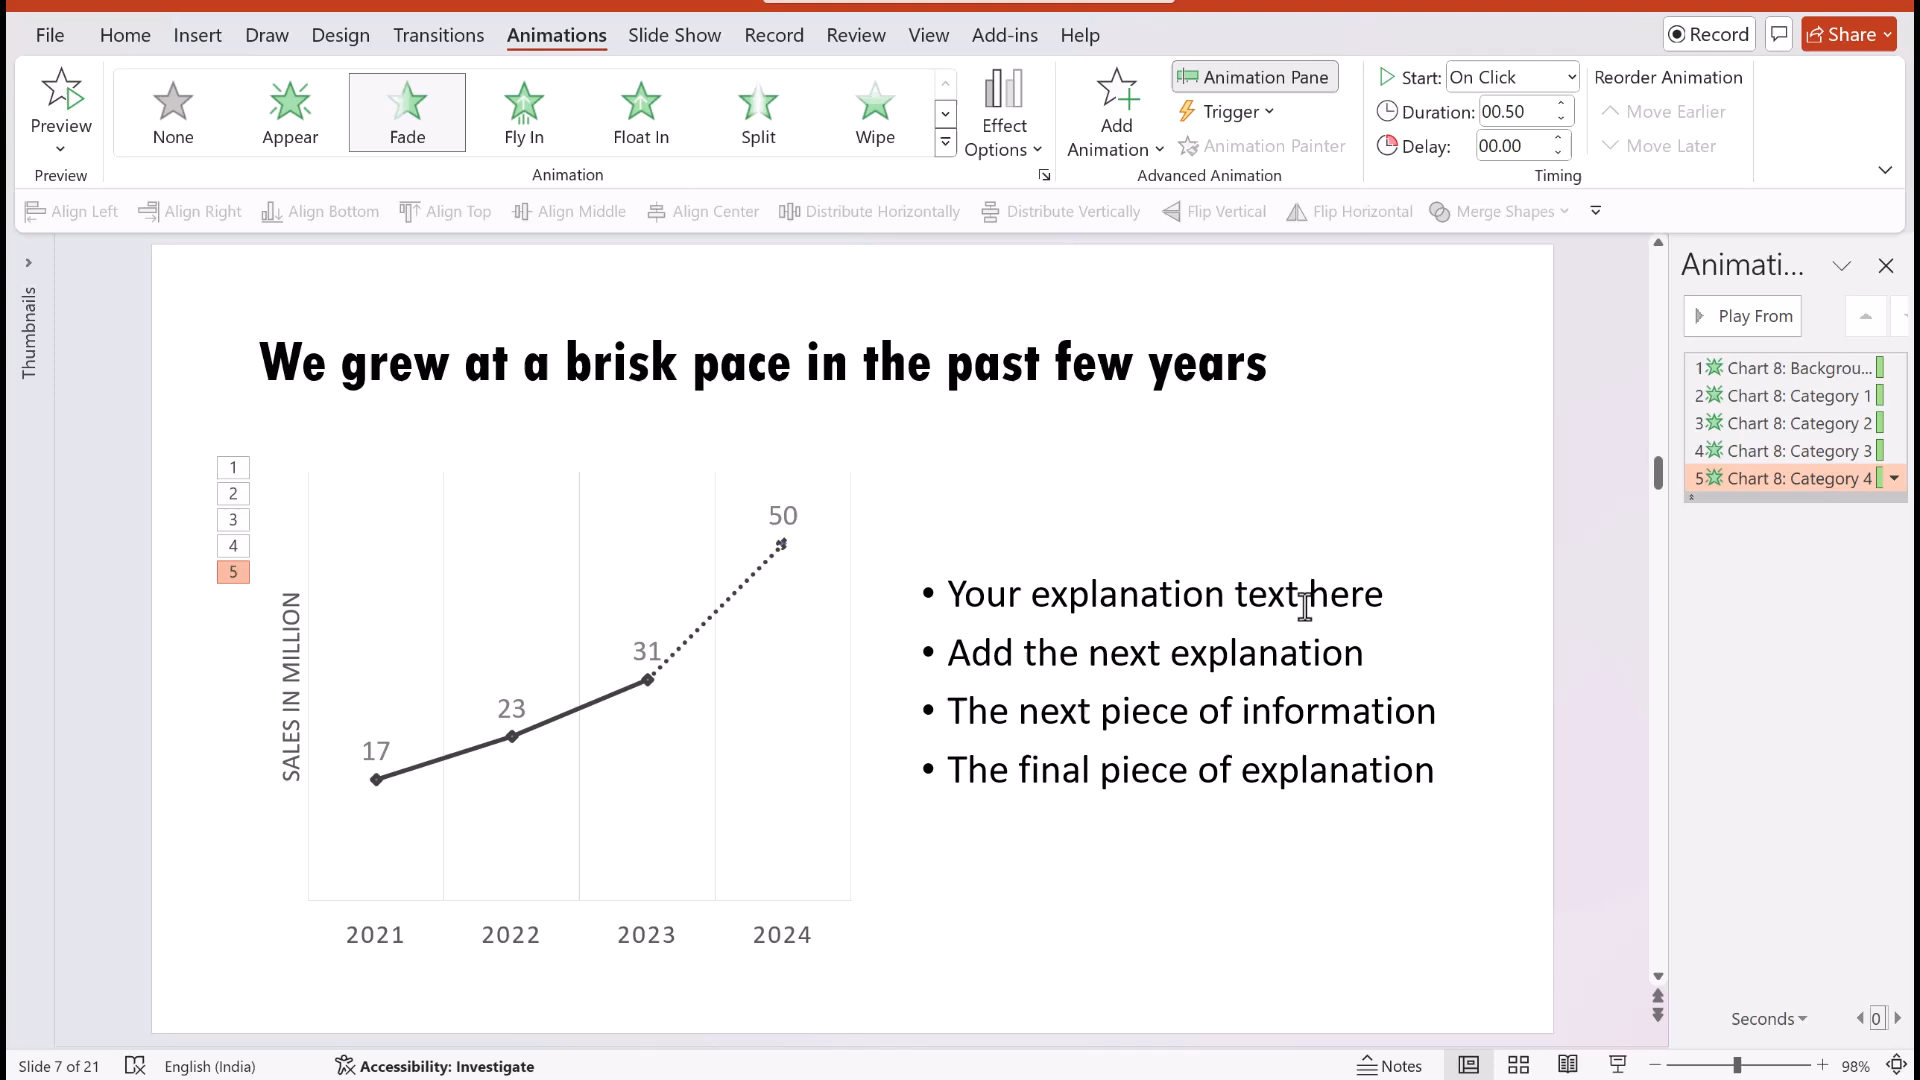 File Home Insert Draw Design Transitions Animations Slide Show Record Review View Add-ins Help Record Share
Preview
None Appear Fade Fly In Float In Split Wipe
Effect Options
Add Animation
Animation Pane
Trigger
Animation Painter
Start: On Click
Duration: 00.50
Delay: 00.00
Reorder Animation
Move Earlier
Move Later
Preview Animation Advanced Animation Timing
Align Left Align Right Align Bottom Align Top Align Middle Align Center Distribute Horizontally Distribute Vertically Flip Vertical Flip Horizontal Merge Shapes
Thumbnails
We grew at a brisk pace in the past few years
1
2
3
4
5
SALES IN MILLION
17
23
31
50
2021 2022 2023 2024
• Your explanation text here
• Add the next explanation
• The next piece of information
• The final piece of explanation
Animati...
Play From
1 Chart 8: Backgrou...
2 Chart 8: Category 1
3 Chart 8: Category 2
4 Chart 8: Category 3
5 Chart 8: Category 4
Seconds 0
Slide 7 of 21 English (India) Accessibility: Investigate Notes 98%